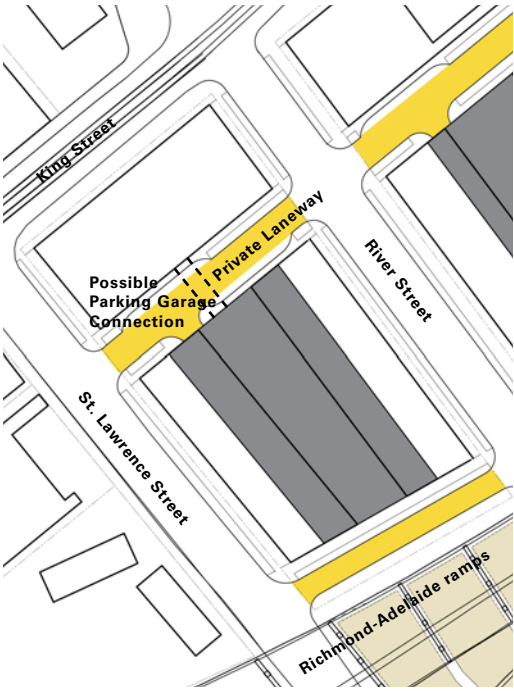 King Street
Private Laneway
Possible
Parking Garage
Connection
River Street
St. Lawrence Street
Richmond-Adelaide ramps